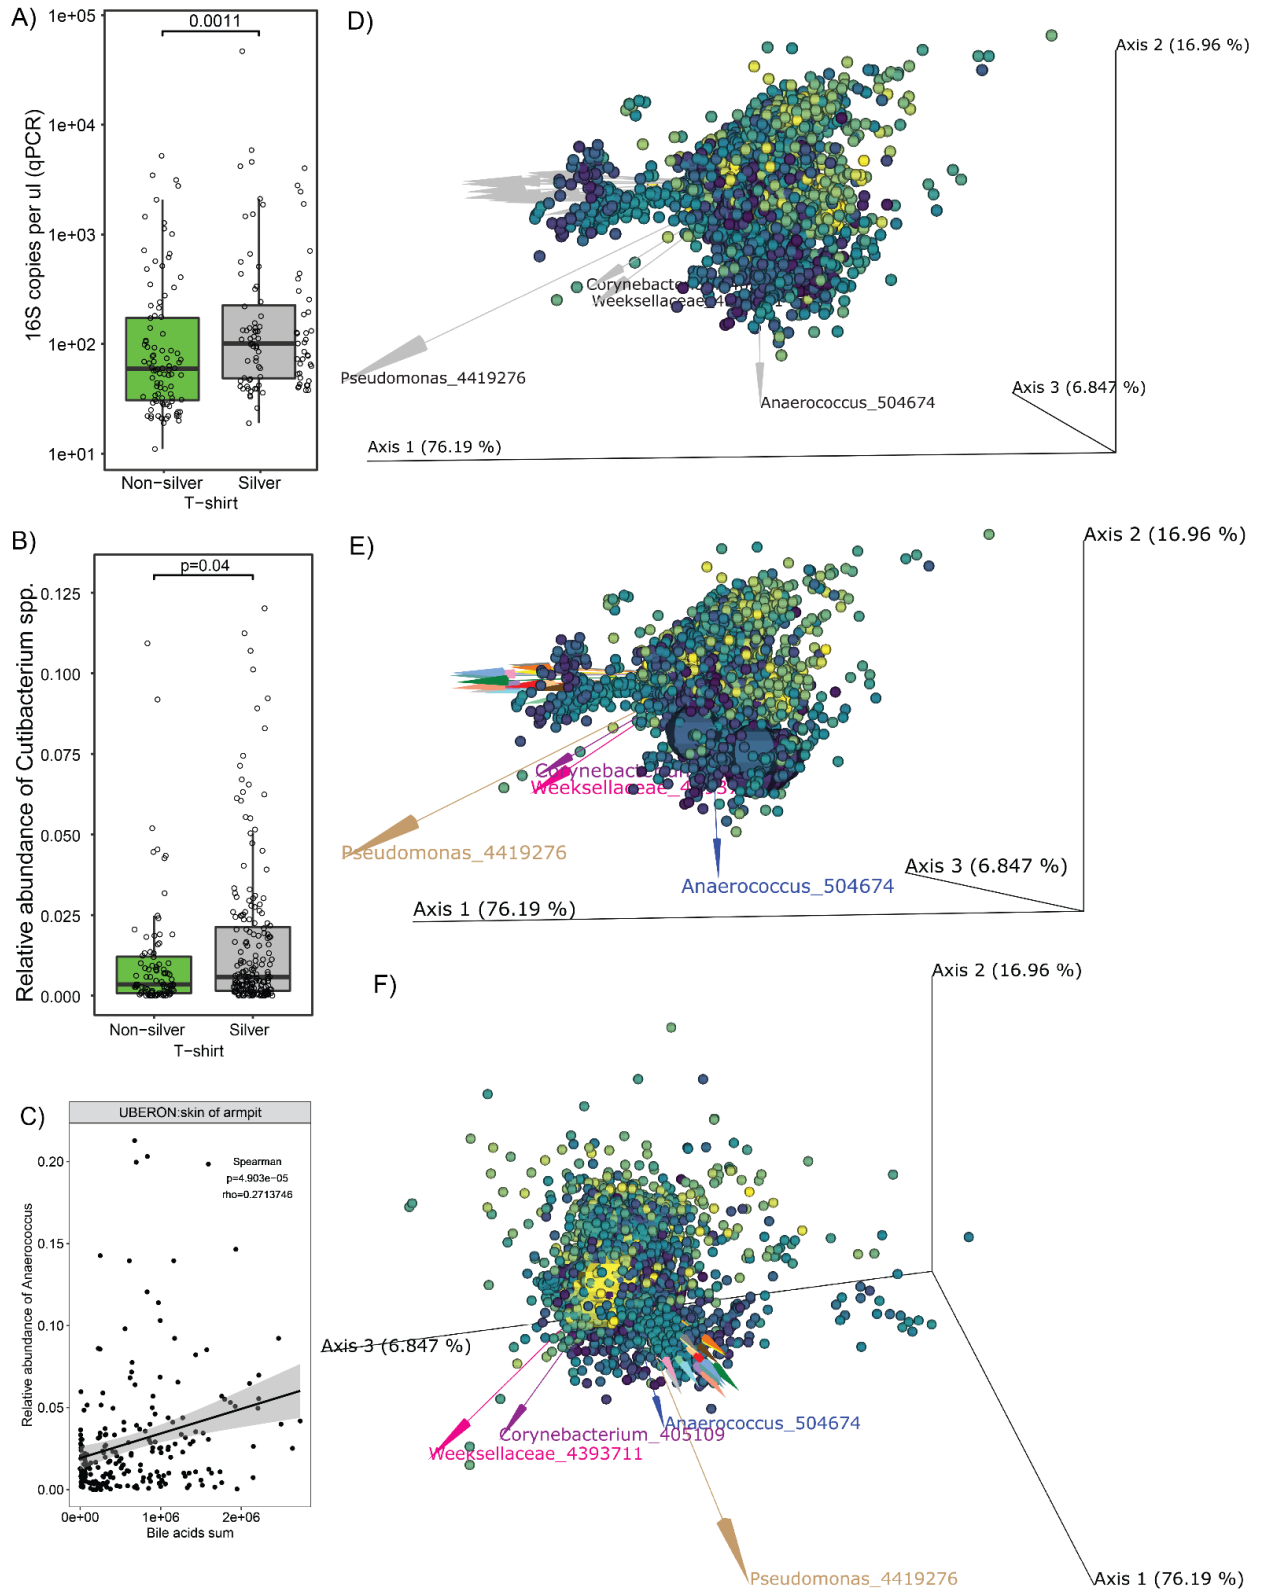 A)
1e+05
0.0011
1e+04
1e+03
1e+02
1e+01
16S copies per ul (qPCR)
Non-silver
Silver
T-shirt
D)
Axis 2 (16.96 %)
Weeksellaceae_4
Pseudomonas_4419276
Anaerococcus_504674
Axis 3 (6.847 %)
Axis 1 (76.19 %)
B)
p=0.04
0.125
0.100
0.075
0.050
0.025
0.000
Relative abundance of Cutibacterium spp.
Non-silver
Silver
T-shirt
E)
Axis 2 (16.96 %)
Corynebacterium
Pseudomonas_4419276
Anaerococcus_504674
Axis 3 (6.847 %)
Axis 1 (76.19 %)
C)
UBERON:skin of armpit
Spearman
p=4.903e-05
rho=0.2713746
0.20
0.15
0.10
0.05
0.00
Relative abundance of Anaerococcus
0e+00
1e+06
2e+06
Bile acids sum
F)
Axis 2 (16.96 %)
Axis 3 (6.847 %)
Anaerococcus_504674
Corynebacterium_405109
Weeksellaceae_4393711
Pseudomonas_4419276
Axis 1 (76.19 %)